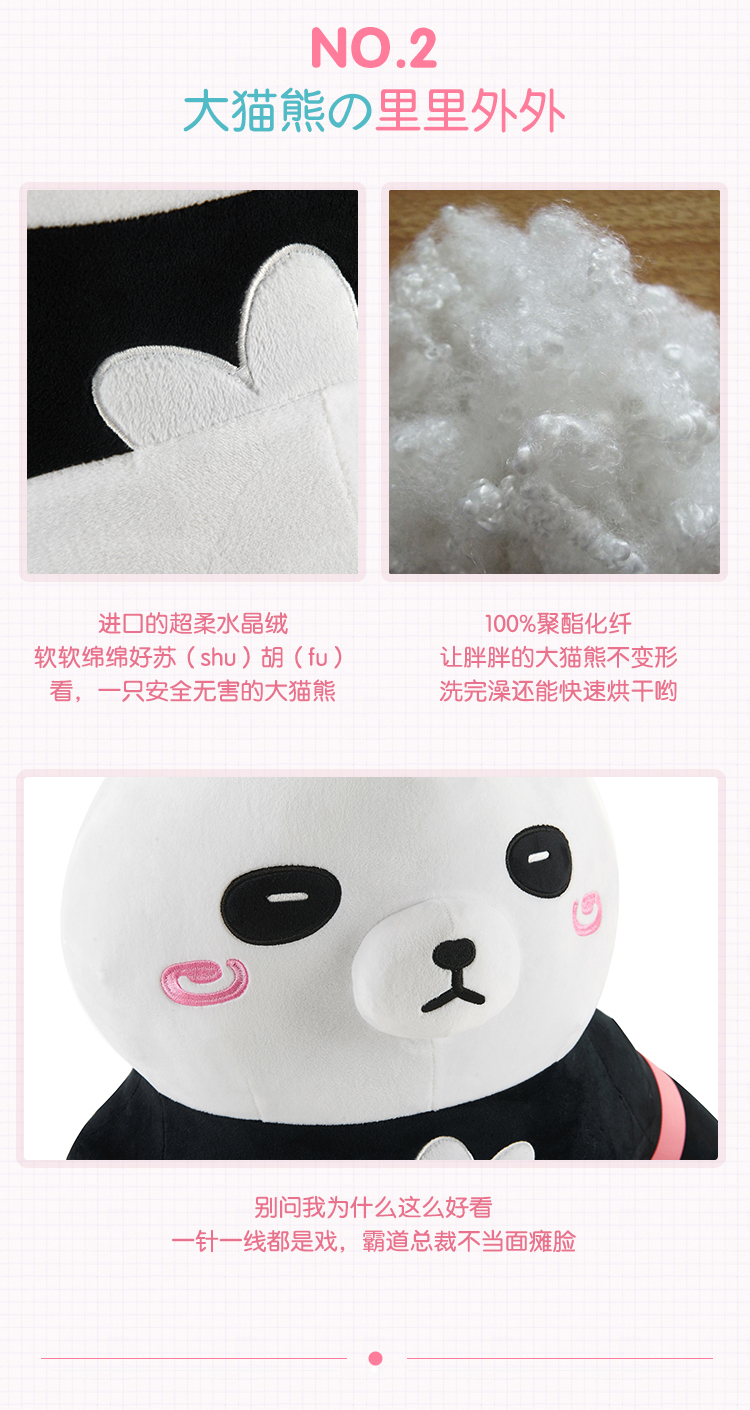 NO.2
大猫熊の里里外外
进口的超柔水晶绒
软软绵绵好苏（shu）胡（fu）
看，一只安全无害的大猫熊
100%聚酯化纤
让胖胖的大猫熊不变形
洗完澡还能快速烘干哟
别问我为什么这么好看
一针一线都是戏，霸道总裁不当面瘫脸